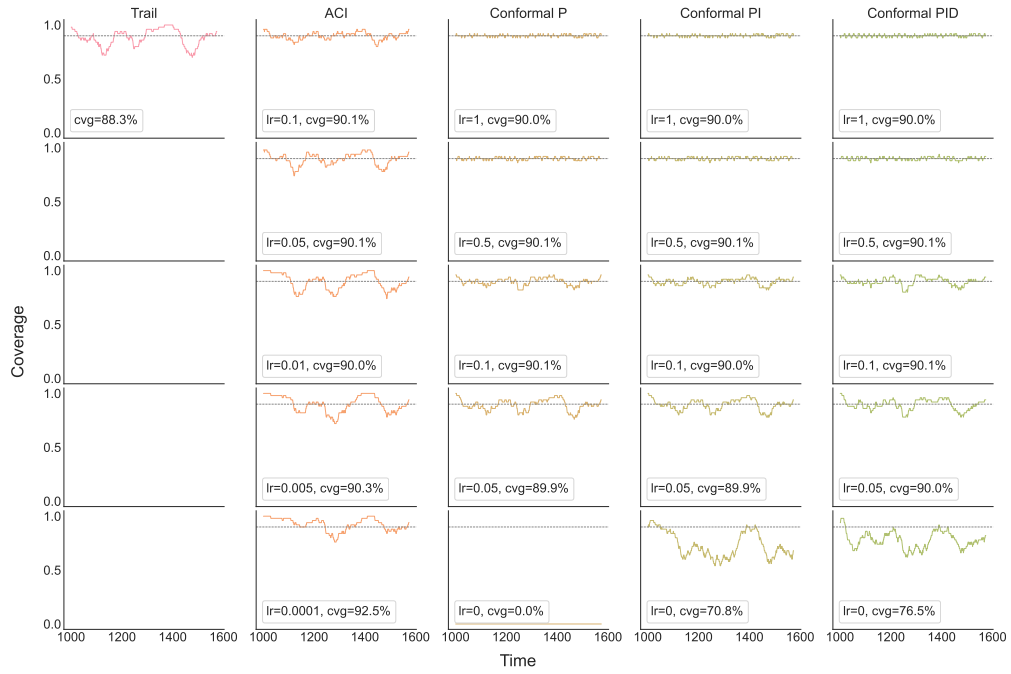 Trail ACI Conformal P Conformal PI Conformal PID
1.0
0.5
0.0
cvg=88.3% lr=0.1, cvg=90.1% lr=1, cvg=90.0% lr=1, cvg=90.0% lr=1, cvg=90.0%
1.0
0.5
0.0
lr=0.05, cvg=90.1% lr=0.5, cvg=90.1% lr=0.5, cvg=90.1% lr=0.5, cvg=90.1%
1.0
0.5
0.0
lr=0.01, cvg=90.0% lr=0.1, cvg=90.1% lr=0.1, cvg=90.0% lr=0.1, cvg=90.1%
Coverage
1.0
0.5
0.0
lr=0.005, cvg=90.3% lr=0.05, cvg=89.9% lr=0.05, cvg=89.9% lr=0.05, cvg=90.0%
1.0
0.5
0.0
lr=0.0001, cvg=92.5% lr=0, cvg=0.0% lr=0, cvg=70.8% lr=0, cvg=76.5%
1000 1200 1400 1600 1000 1200 1400 1600 1000 1200 1400 1600 1000 1200 1400 1600 1000 1200 1400 1600
Time